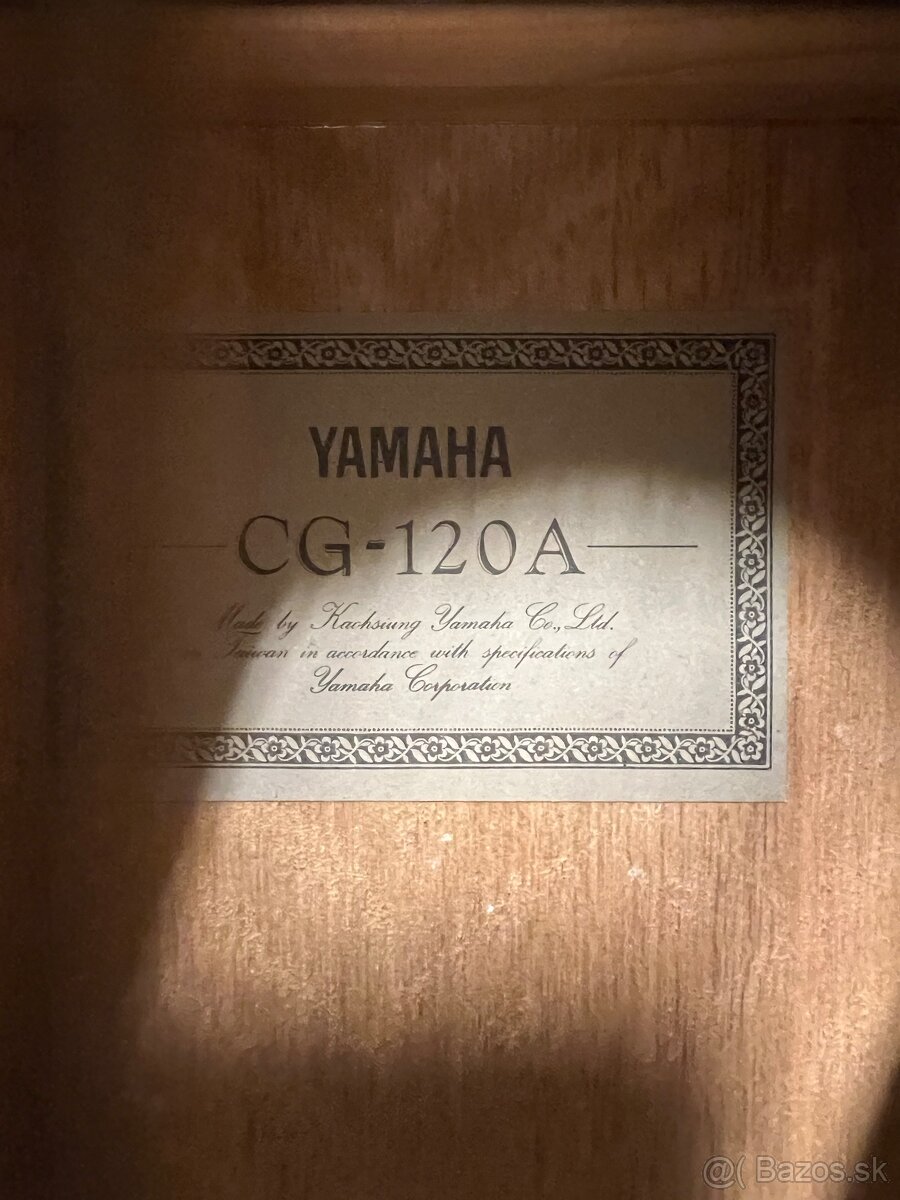 YAMAHA
CG-120A
Made by Kaohsiung Yamaha Co., Ltd.
Taiwan in accordance with specifications of
Yamaha Corporation
@( Bazos.sk